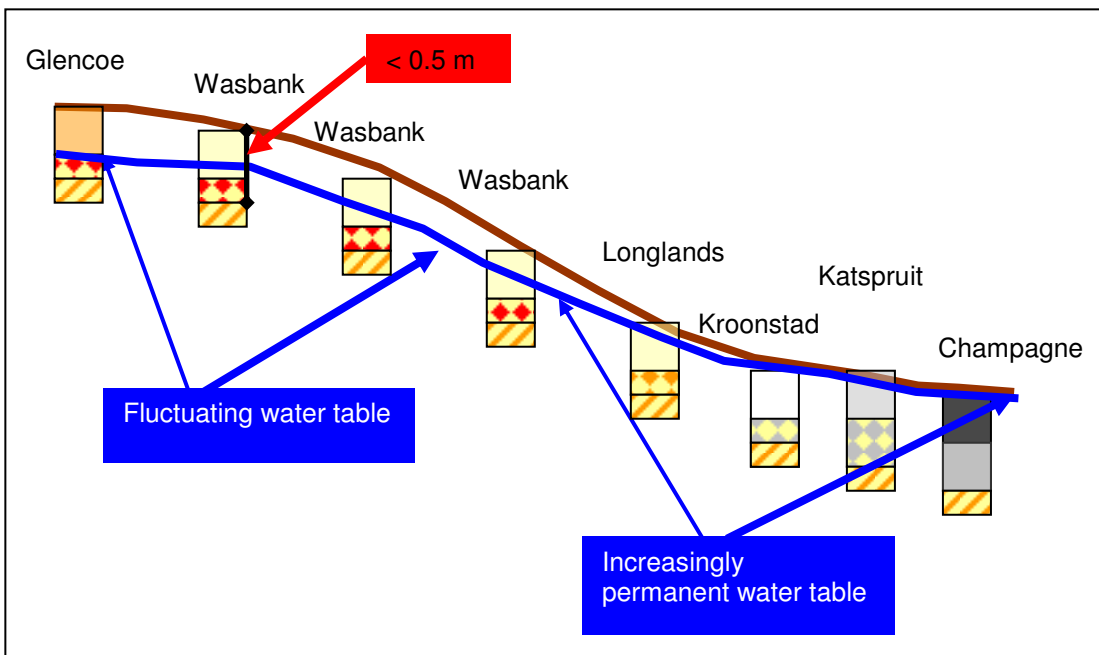 Glencoe
Wasbank
< 0.5 m
Wasbank
Wasbank
Longlands
Katspruit
Kroonstad
Champagne
Fluctuating water table
Increasingly
permanent water table